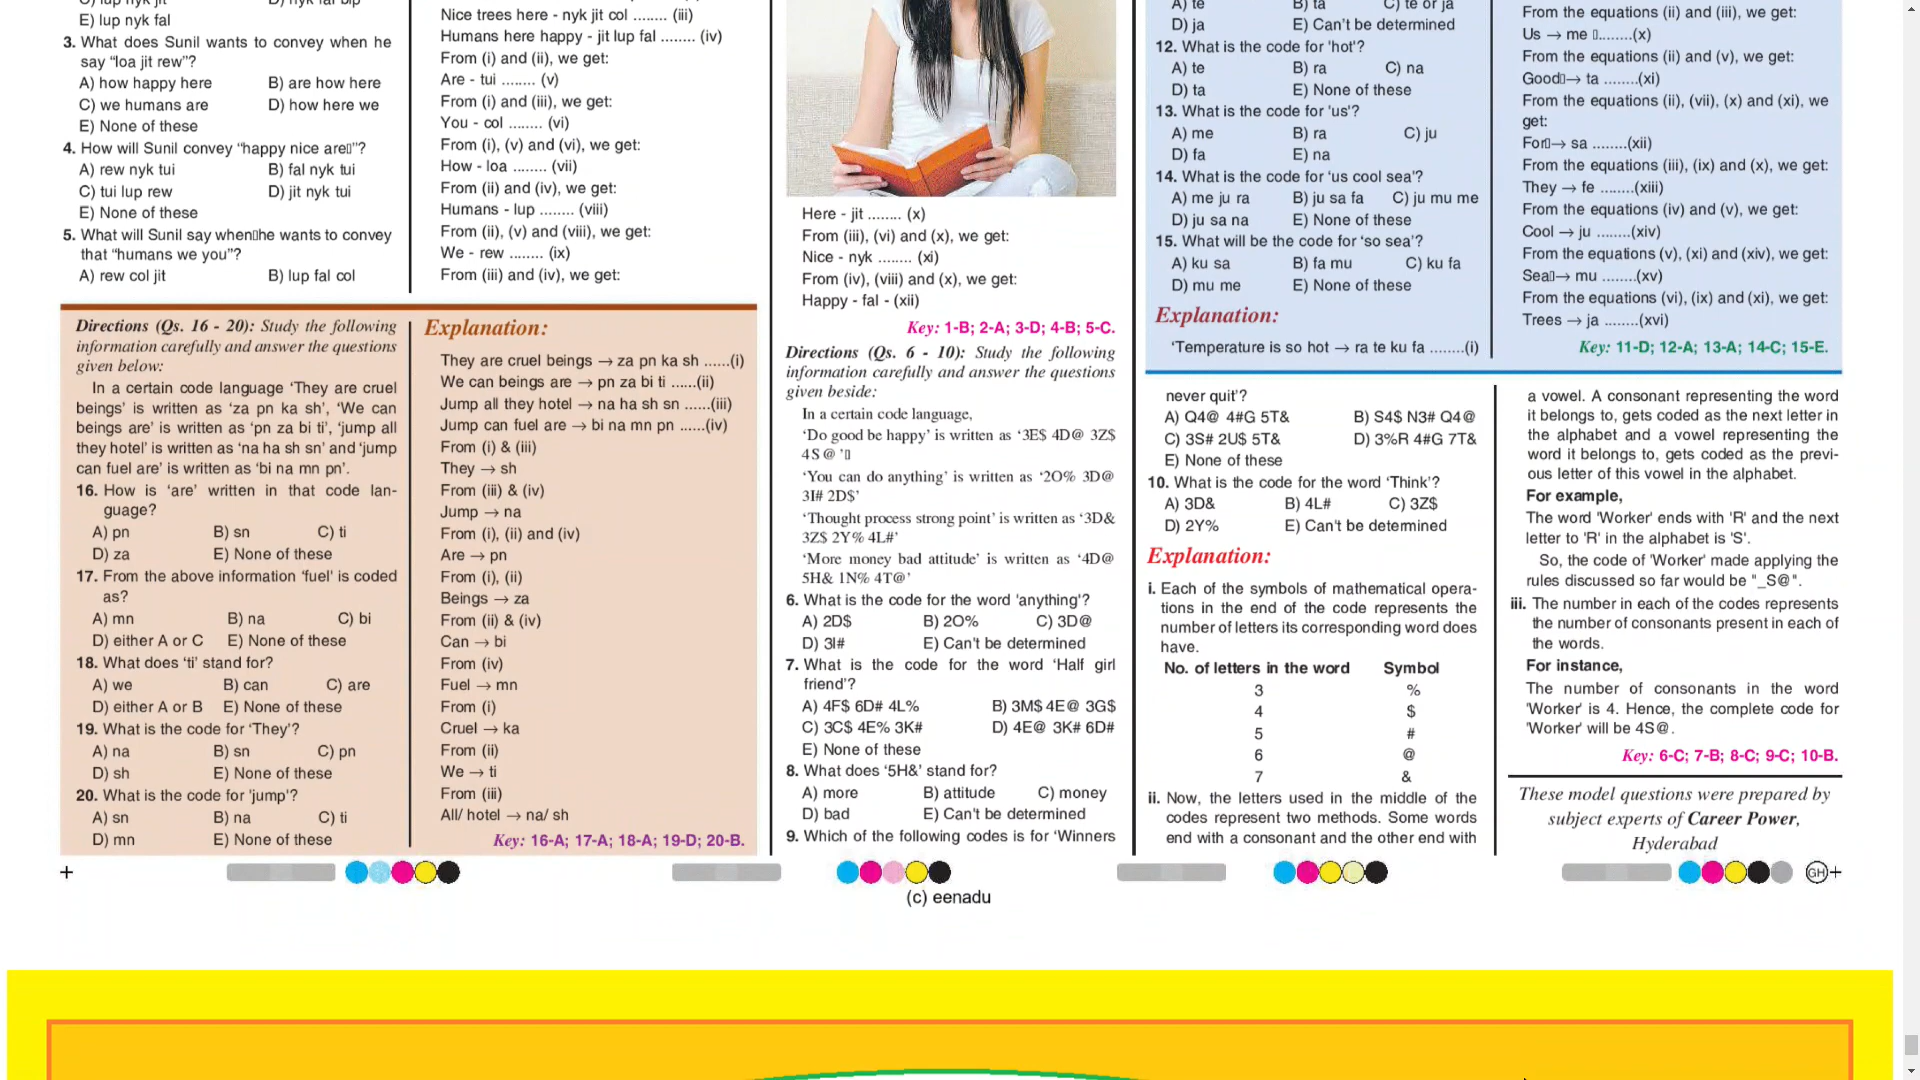 E) lup nyk fal
3. What does Sunil wants to convey when he
say “loa jit rew”?
A) how happy here B) are how here
C) we humans are D) how here we
E) None of these
4. How will Sunil convey “happy nice are”?
A) rew nyk tui B) fal nyk tui
C) tui lup rew D) jit nyk tui
E) None of these
5. What will Sunil say when he wants to convey
that “humans we you”?
A) rew col jit B) lup fal col
Nice trees here - nyk jit col ........ (iii)
Humans here happy - jit lup fal ........ (iv)
From (i) and (ii), we get:
Are - tui ........ (v)
From (i) and (iii), we get:
You - col ........ (vi)
From (i), (v) and (vi), we get:
How - loa ........ (vii)
From (ii) and (iv), we get:
Humans - lup ........ (viii)
From (ii), (v) and (viii), we get:
We - rew ........ (ix)
From (iii) and (iv), we get:
Here - jit ........ (x)
From (iii), (vi) and (x), we get:
Nice - nyk ........ (xi)
From (iv), (viii) and (x), we get:
Happy - fal - (xii)
Key: 1-B; 2-A; 3-D; 4-B; 5-C.
Directions (Qs. 6 - 10): Study the following
information carefully and answer the questions
given beside:
In a certain code language,
‘Do good be happy’ is written as ‘3E$ 4D@ 3Z$
4S@’
‘You can do anything’ is written as ‘2O% 3D@
3I# 2D$’
‘Thought process strong point’ is written as ‘3D&
3Z$ 2Y% 4L#’
‘More money bad attitude’ is written as ‘4D@
5H& 1N% 4T@’
6. What is the code for the word 'anything'?
A) 2D$ B) 2O% C) 3D@
D) 3I# E) Can't be determined
7. What is the code for the word ‘Half girl
friend’?
A) 4F$ 6D# 4L% B) 3M$ 4E@ 3G$
C) 3C$ 4E% 3K# D) 4E@ 3K# 6D#
E) None of these
8. What does ‘5H&’ stand for?
A) more B) attitude C) money
D) bad E) Can't be determined
9. Which of the following codes is for ‘Winners
A) te B) ta C) te or ja
D) ja E) Can't be determined
12. What is the code for 'hot'?
A) te B) ra C) na
D) ta E) None of these
13. What is the code for 'us'?
A) me B) ra C) ju
D) fa E) na
14. What is the code for ‘us cool sea’?
A) me ju ra B) ju sa fa C) ju mu me
D) ju sa na E) None of these
15. What will be the code for ‘so sea’?
A) ku sa B) fa mu C) ku fa
D) mu me E) None of these
Explanation:
‘Temperature is so hot → ra te ku fa ........(i)
From the equations (ii) and (iii), we get:
Us → me ........(x)
From the equations (ii) and (v), we get:
Good → ta ........(xi)
From the equations (ii), (vii), (x) and (xi), we
get:
For → sa ........(xii)
From the equations (iii), (ix) and (x), we get:
They → fe ........(xiii)
From the equations (iv) and (v), we get:
Cool → ju ........(xiv)
From the equations (v), (xi) and (xiv), we get:
Sea → mu ........(xv)
From the equations (vi), (ix) and (xi), we get:
Trees → ja ........(xvi)
Key: 11-D; 12-A; 13-A; 14-C; 15-E.
Directions (Qs. 16 - 20): Study the following
information carefully and answer the questions
given below:
In a certain code language ‘They are cruel
beings’ is written as ‘za pn ka sh’, ‘We can
beings are’ is written as ‘pn za bi ti’, ‘jump all
they hotel’ is written as ‘na ha sh sn’ and ‘jump
can fuel are’ is written as ‘bi na mn pn’.
16. How is ‘are’ written in that code lan-
guage?
A) pn B) sn C) ti
D) za E) None of these
17. From the above information ‘fuel’ is coded
as?
A) mn B) na C) bi
D) either A or C E) None of these
18. What does ‘ti’ stand for?
A) we B) can C) are
D) either A or B E) None of these
19. What is the code for ‘They’?
A) na B) sn C) pn
D) sh E) None of these
20. What is the code for 'jump’?
A) sn B) na C) ti
D) mn E) None of these
Explanation:
They are cruel beings → za pn ka sh ......(i)
We can beings are → pn za bi ti ......(ii)
Jump all they hotel → na ha sh sn ......(iii)
Jump can fuel are → bi na mn pn ......(iv)
From (i) & (iii)
They → sh
From (iii) & (iv)
Jump → na
From (i), (ii) and (iv)
Are → pn
From (i), (ii)
Beings → za
From (ii) & (iv)
Can → bi
From (iv)
Fuel → mn
From (i)
Cruel → ka
From (ii)
We → ti
From (iii)
All/ hotel → na/ sh
Key: 16-A; 17-A; 18-A; 19-D; 20-B.
never quit’?
A) Q4@ 4#G 5T& B) S4$ N3# Q4@
C) 3S# 2U$ 5T& D) 3%R 4#G 7T&
E) None of these
10. What is the code for the word ‘Think’?
A) 3D& B) 4L# C) 3Z$
D) 2Y% E) Can't be determined
Explanation:
i. Each of the symbols of mathematical opera-
tions in the end of the code represents the
number of letters its corresponding word does
have.
No. of letters in the word Symbol
3 %
4 $
5 #
6 @
7 &
ii. Now, the letters used in the middle of the
codes represent two methods. Some words
end with a consonant and the other end with
a vowel. A consonant representing the word
it belongs to, gets coded as the next letter in
the alphabet and a vowel representing the
word it belongs to, gets coded as the previ-
ous letter of this vowel in the alphabet.
For example,
The word 'Worker' ends with 'R' and the next
letter to 'R' in the alphabet is 'S'.
So, the code of 'Worker' made applying the
rules discussed so far would be "_S@".
iii. The number in each of the codes represents
the number of consonants present in each of
the words.
For instance,
The number of consonants in the word
'Worker' is 4. Hence, the complete code for
'Worker' will be 4S@.
Key: 6-C; 7-B; 8-C; 9-C; 10-B.
These model questions were prepared by
subject experts of Career Power,
Hyderabad
GH
(c) eenadu